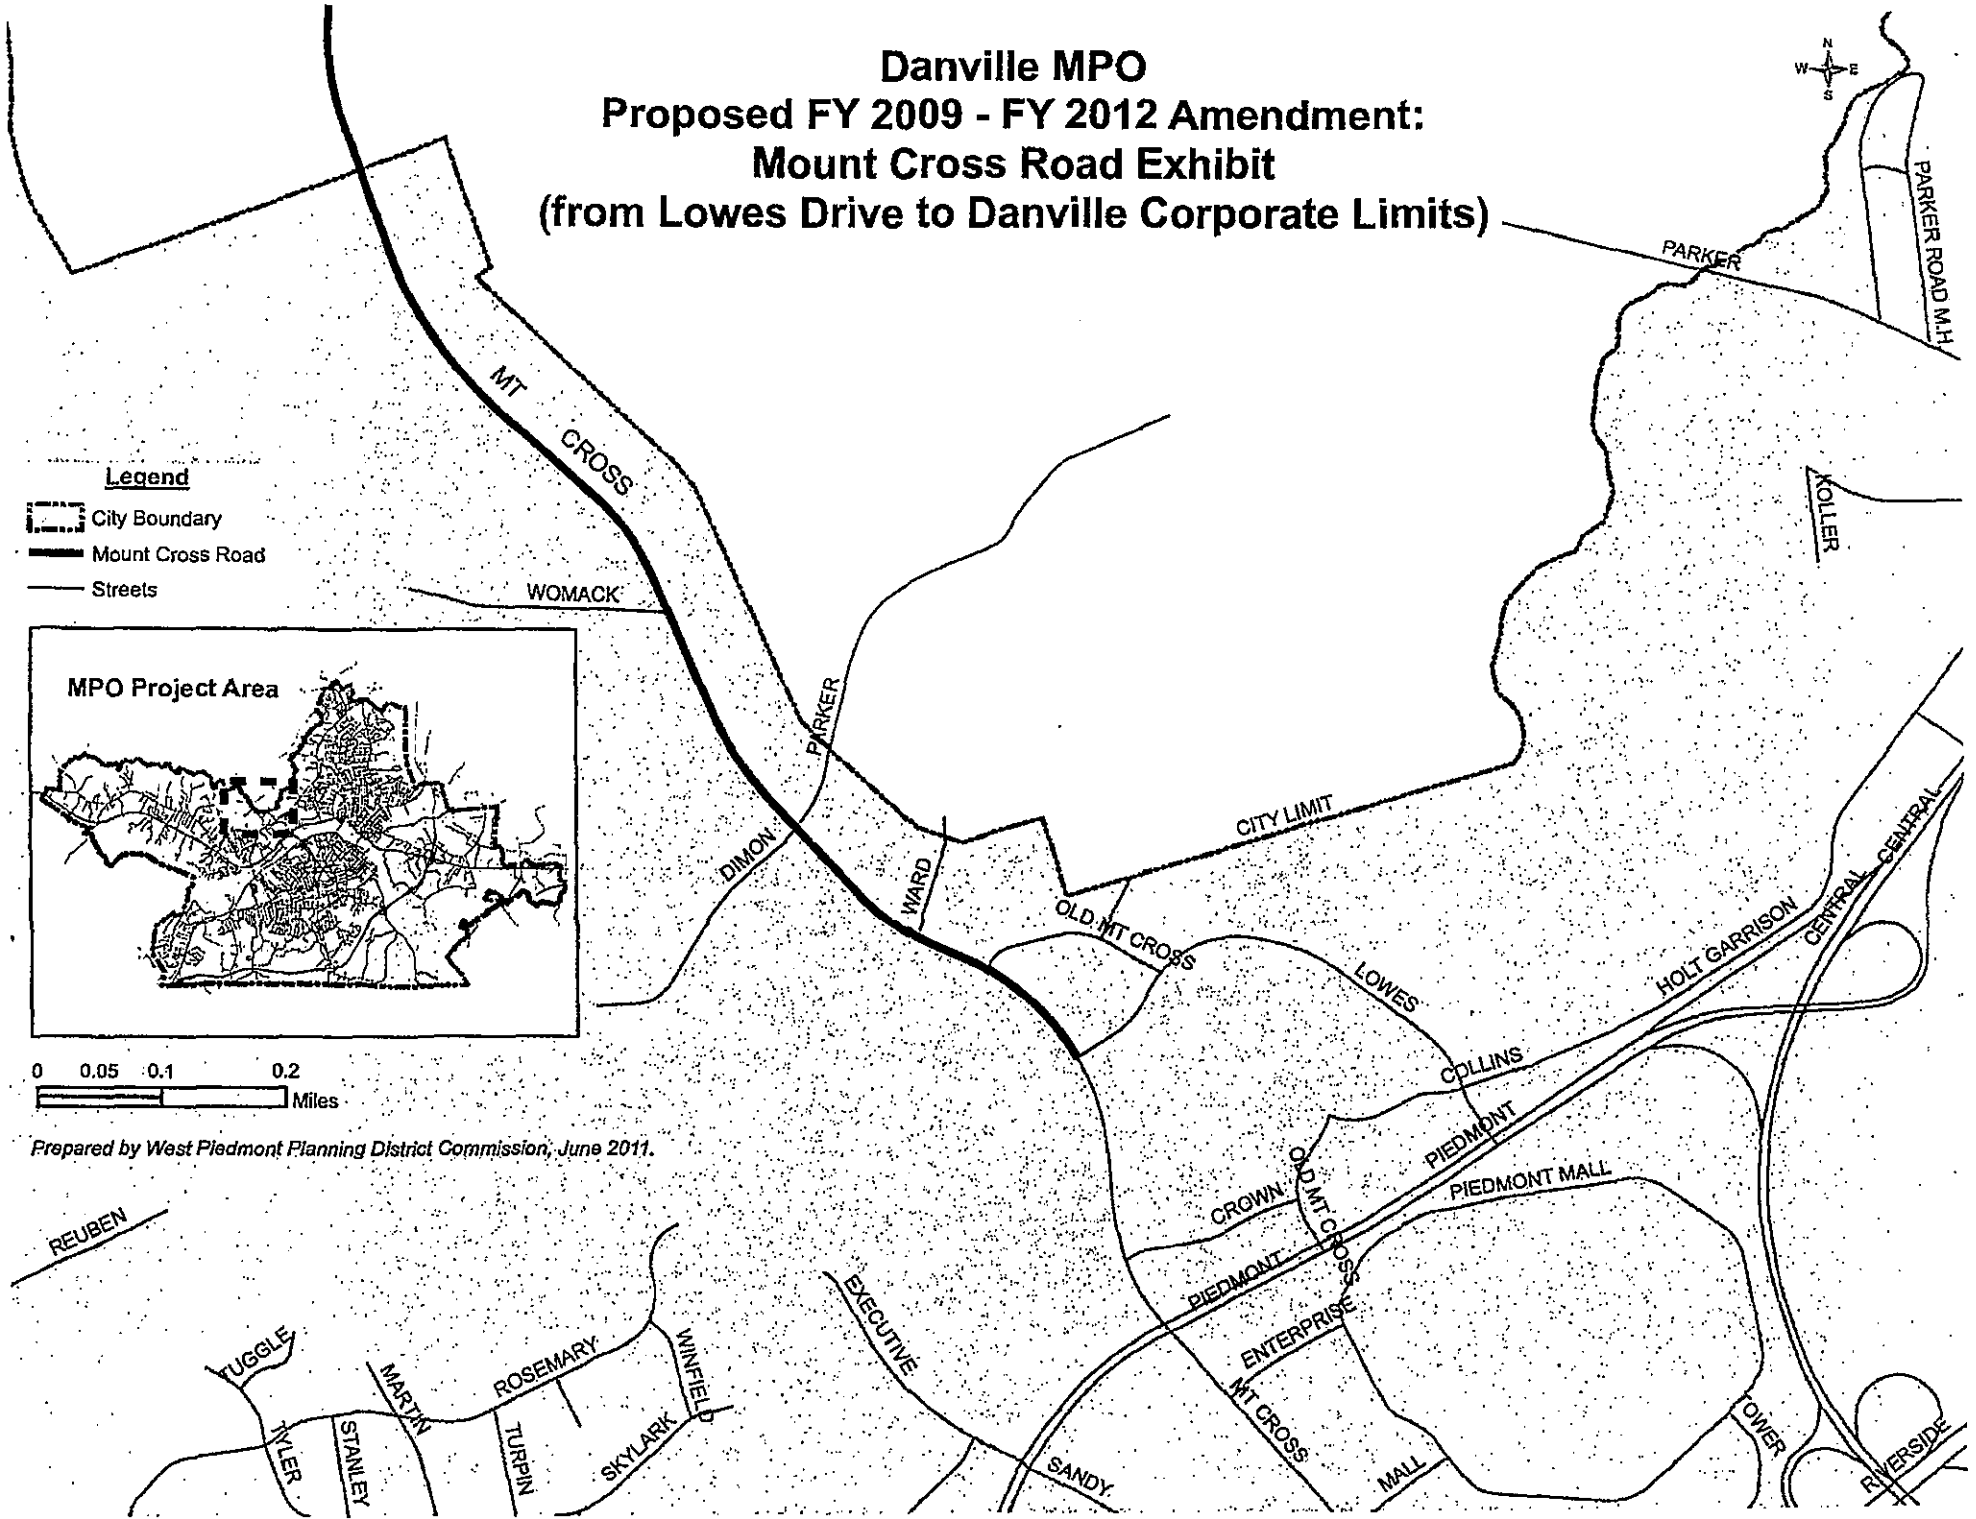 Danville MPO
Proposed FY 2009 - FY 2012 Amendment:
Mount Cross Road Exhibit
(from Lowes Drive to Danville Corporate Limits)
N
W E
S
PARKER
PARKER ROAD M.H
MT
CROSS
Legend
City Boundary
Mount Cross Road
Streets
KOLLER
WOMACK
MPO Project Area
PARKER
DIMON
WARD
CITY LIMIT
OLD MT CROSS
LOWES
HOLT GARRISON
CENTRAL
CENTRAL
COLLINS
0 0.05 0.1 0.2
Miles
Prepared by West Piedmont Planning District Commission, June 2011.
PIEDMONT
OLD MT CROSS
PIEDMONT MALL
CROWN
PIEDMONT
REUBEN
EXECUTIVE
ENTERPRISE
TUGGLE
MARTIN
ROSEMARY
WINFIELD
MT CROSS
TYLER
STANLEY
TURPIN
SKYLARK
SANDY
MALL
TOWER
RIVERSIDE